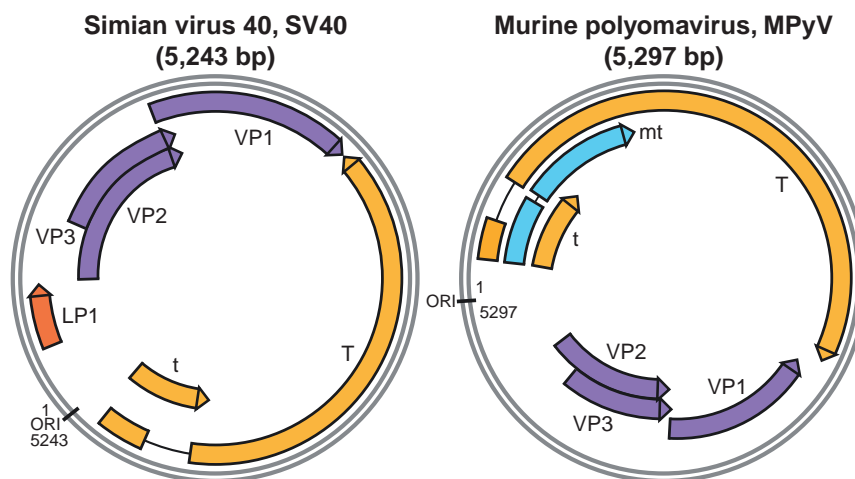 Simian virus 40, SV40
(5,243 bp)
VP1
VP2
VP3
LP1
T
t
1
ORI
5243
Murine polyomavirus, MPyV
(5,297 bp)
mt
T
t
1
ORI
5297
VP2
VP1
VP3